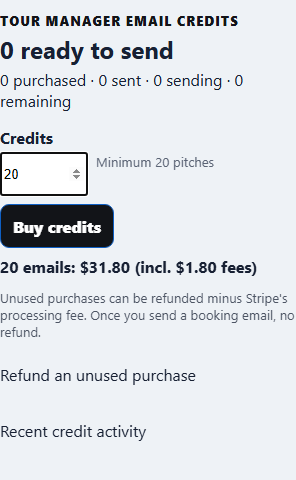 TOUR MANAGER EMAIL CREDITS
0 ready to send
0 purchased · 0 sent · 0 sending · 0
remaining
Credits
20
Minimum 20 pitches
Buy credits
20 emails: $31.80 (incl. $1.80 fees)
Unused purchases can be refunded minus Stripe's
processing fee. Once you send a booking email, no
refund.
Refund an unused purchase
Recent credit activity